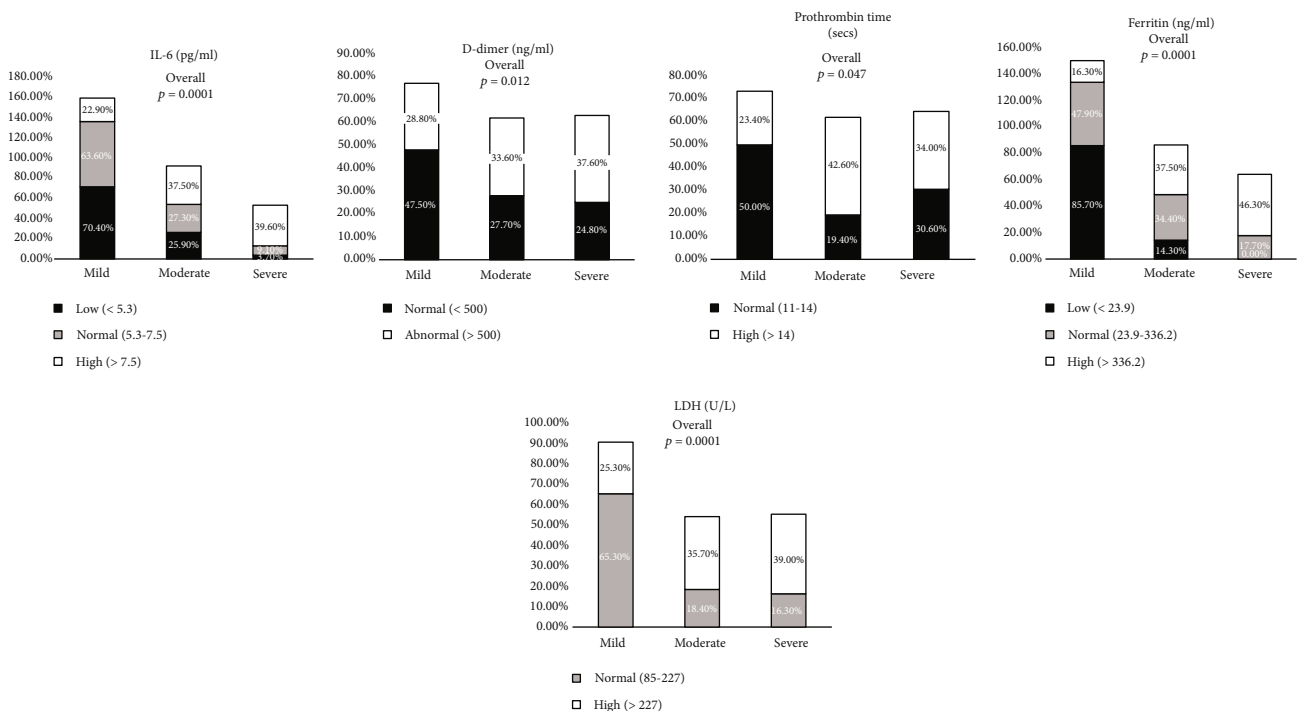 IL-6 (pg/ml)
Overall
p = 0.0001
180.00%
160.00%
140.00%
120.00%
100.00%
80.00%
60.00%
40.00%
20.00%
0.00%
22.90%
63.60%
70.40%
37.50%
27.30%
25.90%
39.60%
9.10%
3.70%
Mild Moderate Severe
Low (< 5.3)
Normal (5.3-7.5)
High (> 7.5)
D-dimer (ng/ml)
Overall
p = 0.012
90.00%
80.00%
70.00%
60.00%
50.00%
40.00%
30.00%
20.00%
10.00%
0.00%
28.80%
47.50%
33.60%
27.70%
37.60%
24.80%
Mild Moderate Severe
Normal (< 500)
Abnormal (> 500)
Prothrombin time
(secs)
Overall
p = 0.047
80.00%
70.00%
60.00%
50.00%
40.00%
30.00%
20.00%
10.00%
0.00%
23.40%
50.00%
42.60%
19.40%
34.00%
30.60%
Mild Moderate Severe
Normal (11-14)
High (> 14)
Ferritin (ng/ml)
Overall
p = 0.0001
160.00%
140.00%
120.00%
100.00%
80.00%
60.00%
40.00%
20.00%
0.00%
16.30%
47.90%
85.70%
37.50%
34.40%
14.30%
46.30%
17.70%
0.00%
Mild Moderate Severe
Low (< 23.9)
Normal (23.9-336.2)
High (> 336.2)
LDH (U/L)
Overall
p = 0.0001
100.00%
90.00%
80.00%
70.00%
60.00%
50.00%
40.00%
30.00%
20.00%
10.00%
0.00%
25.30%
65.30%
35.70%
18.40%
39.00%
16.30%
Mild Moderate Severe
Normal (85-227)
High (> 227)